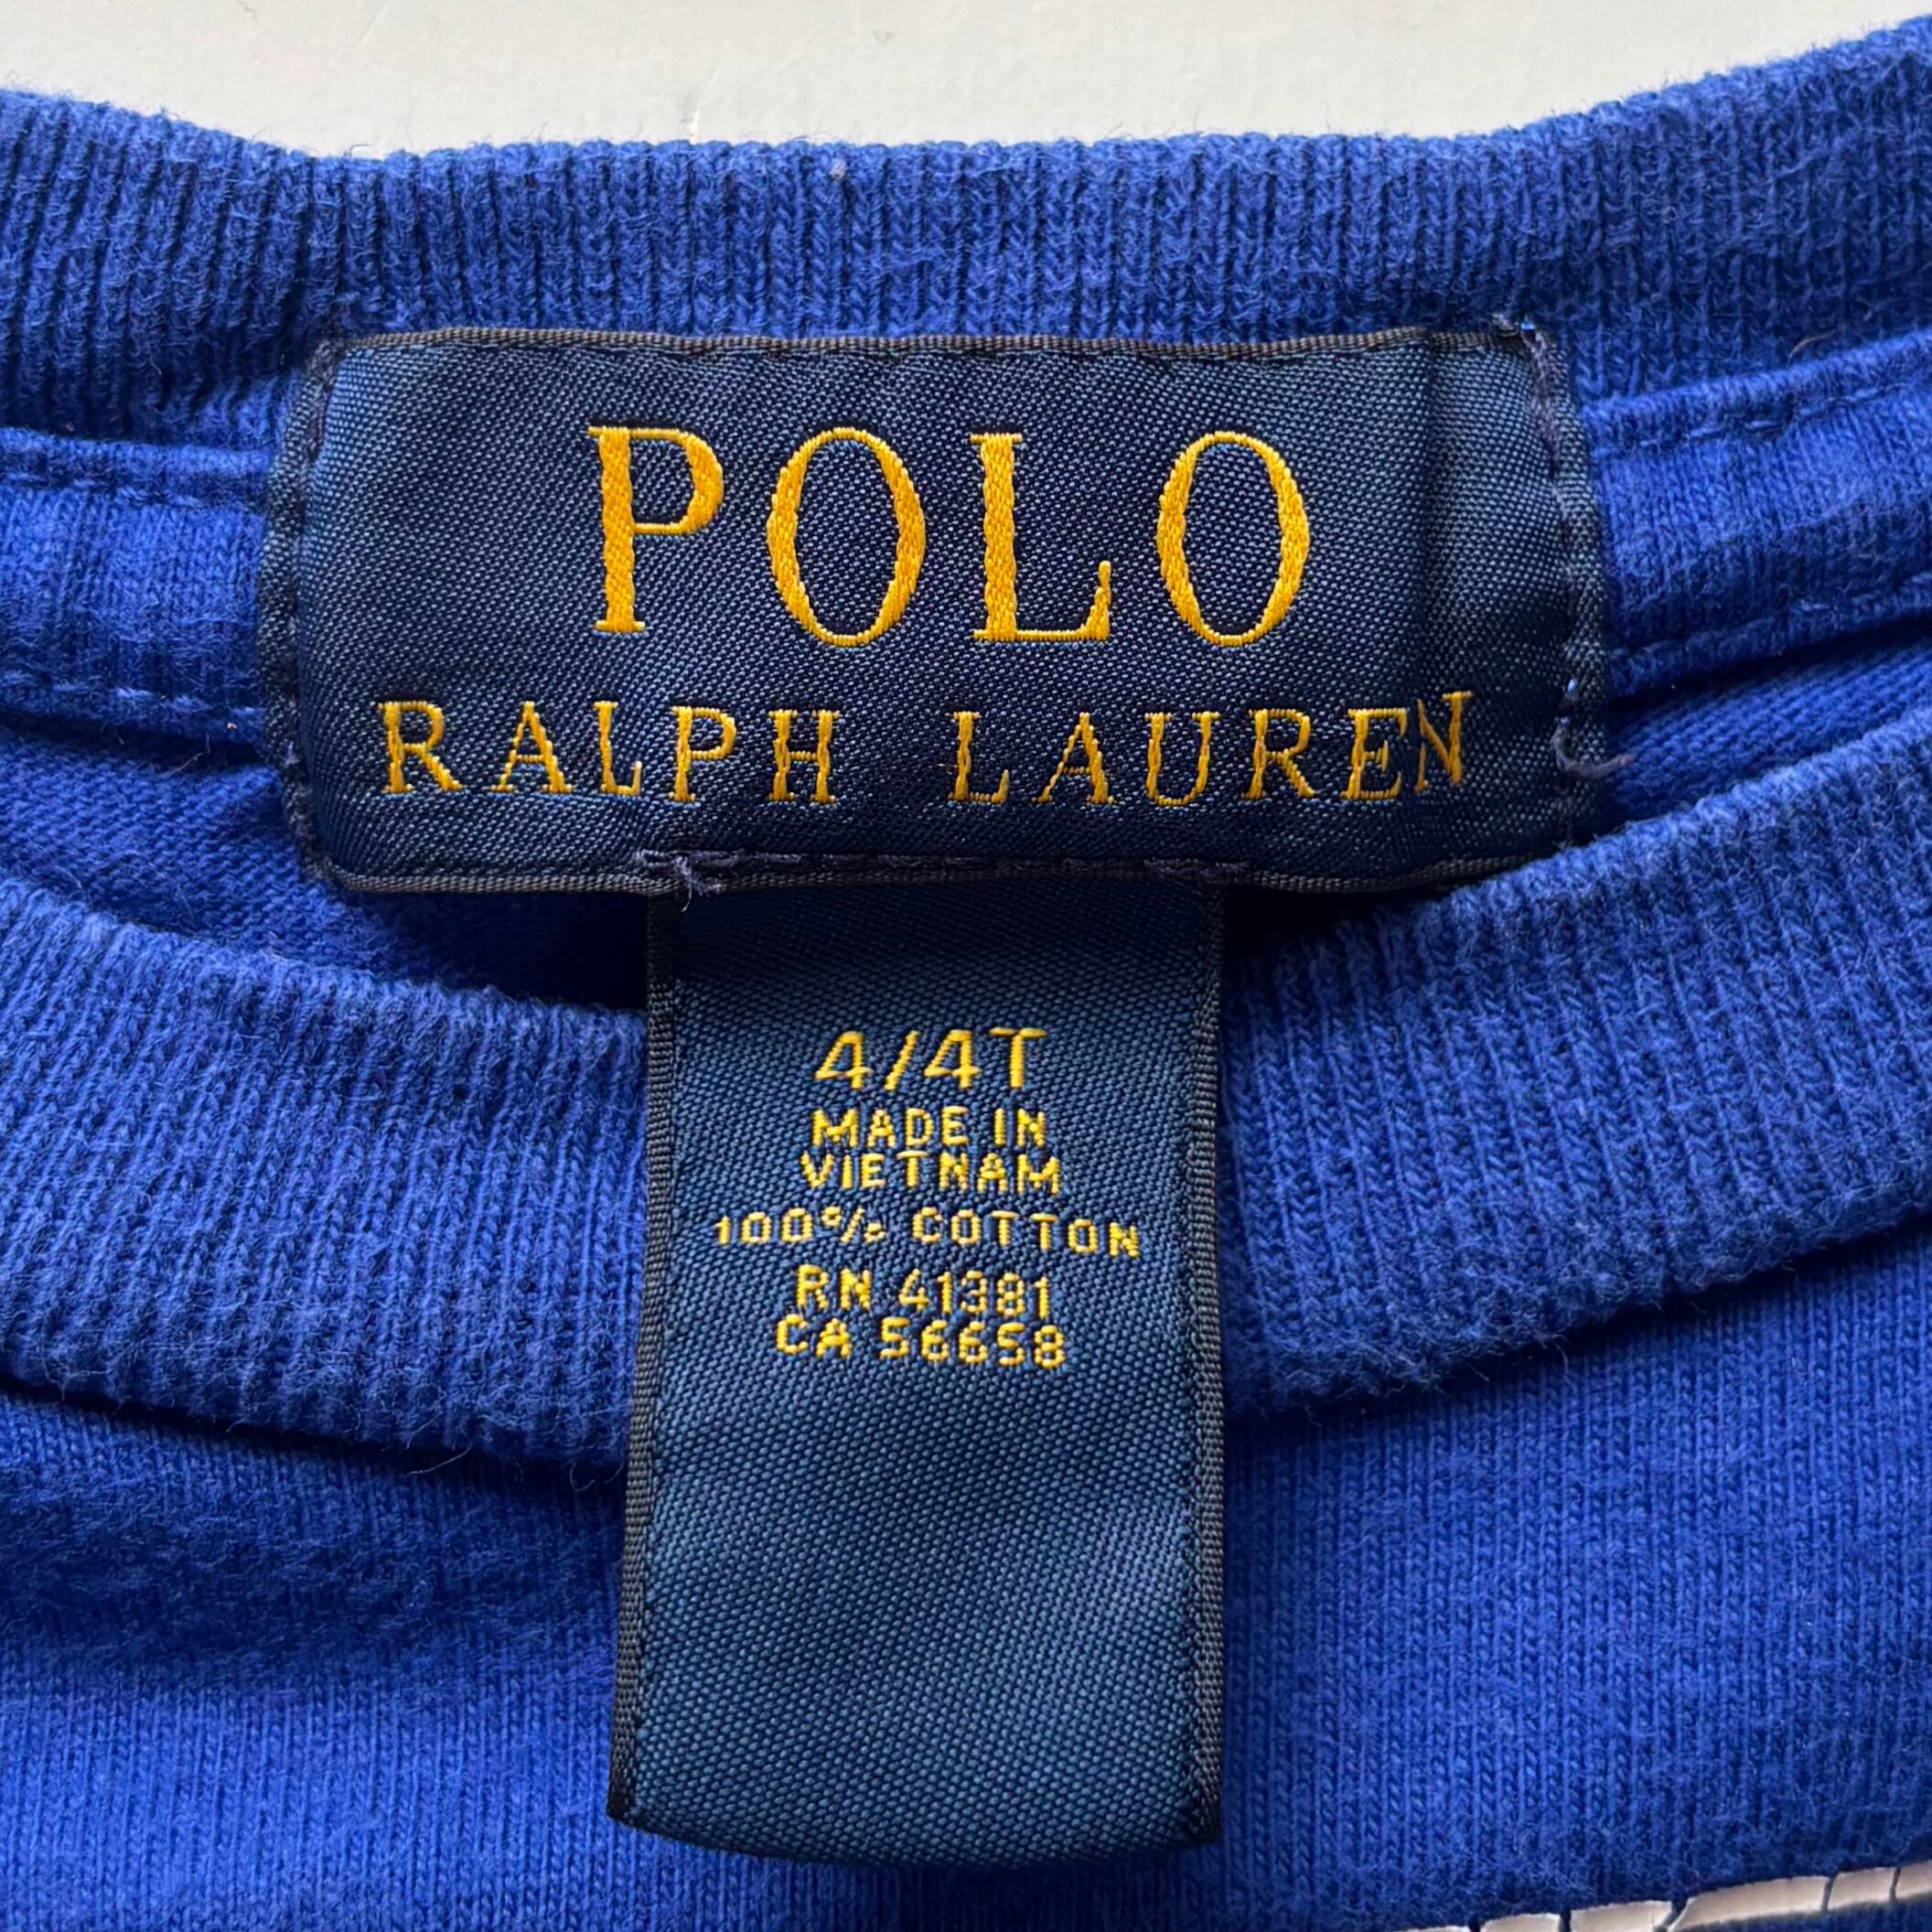 POLO
RALPH LAUREN
4/4T
MADE IN
VIETNAM
100% COTTON
RN 41381
CA 56658